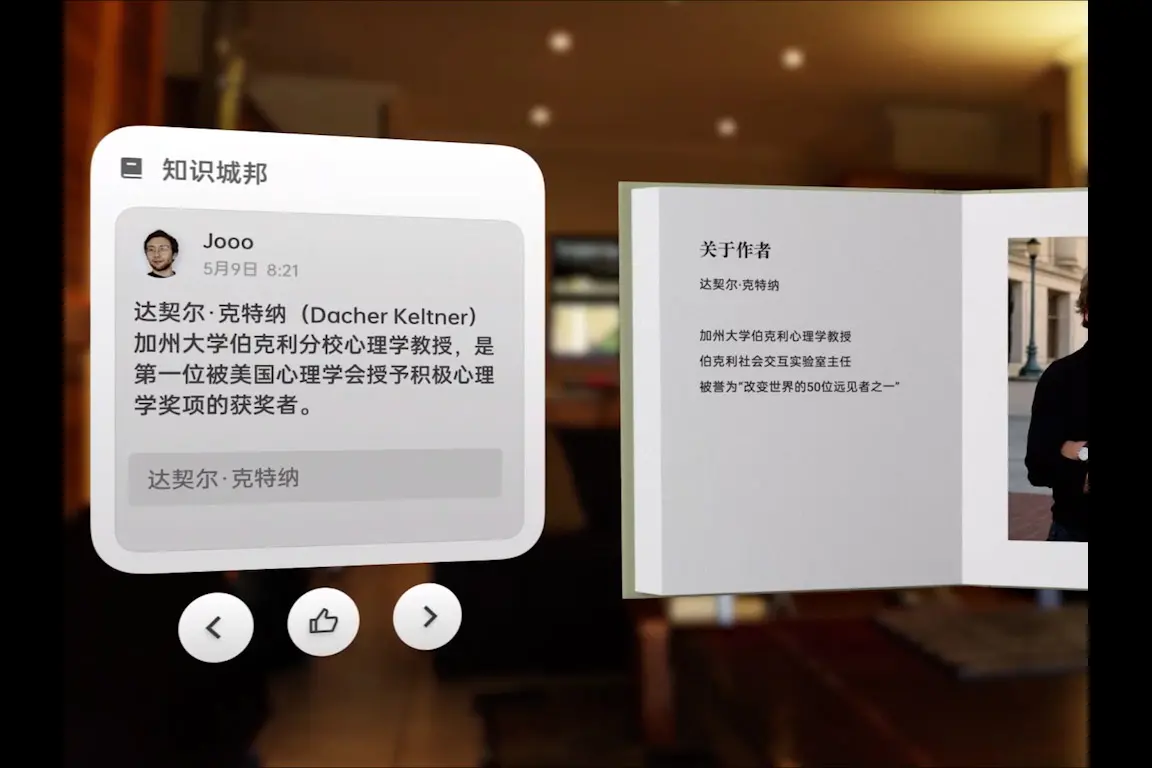 知识城邦
Jooo
5月9日 8:21
达契尔·克特纳（Dacher Keltner）
加州大学伯克利分校心理学教授，是
第一位被美国心理学会授予积极心理
学奖项的获奖者。
达契尔·克特纳
关于作者
达契尔·克特纳
加州大学伯克利心理学教授
伯克利社会交互实验室主任
被誉为“改变世界的50位远见者之一”